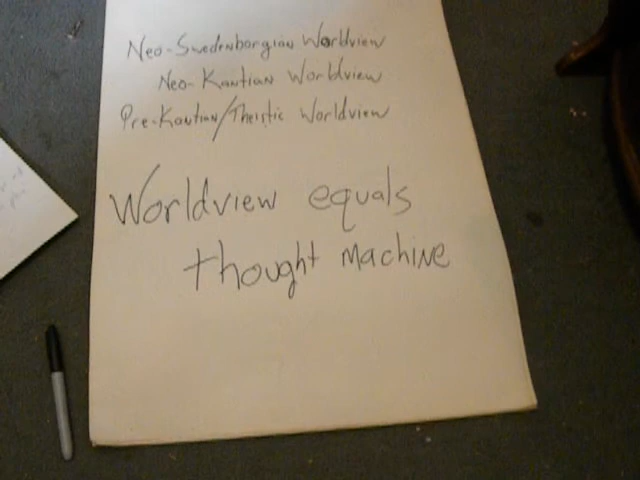 Neo-Swedenborgian Worldview
Neo-Kantian Worldview
Pre-Kantian/Theistic Worldview
Worldview equals
thought machine